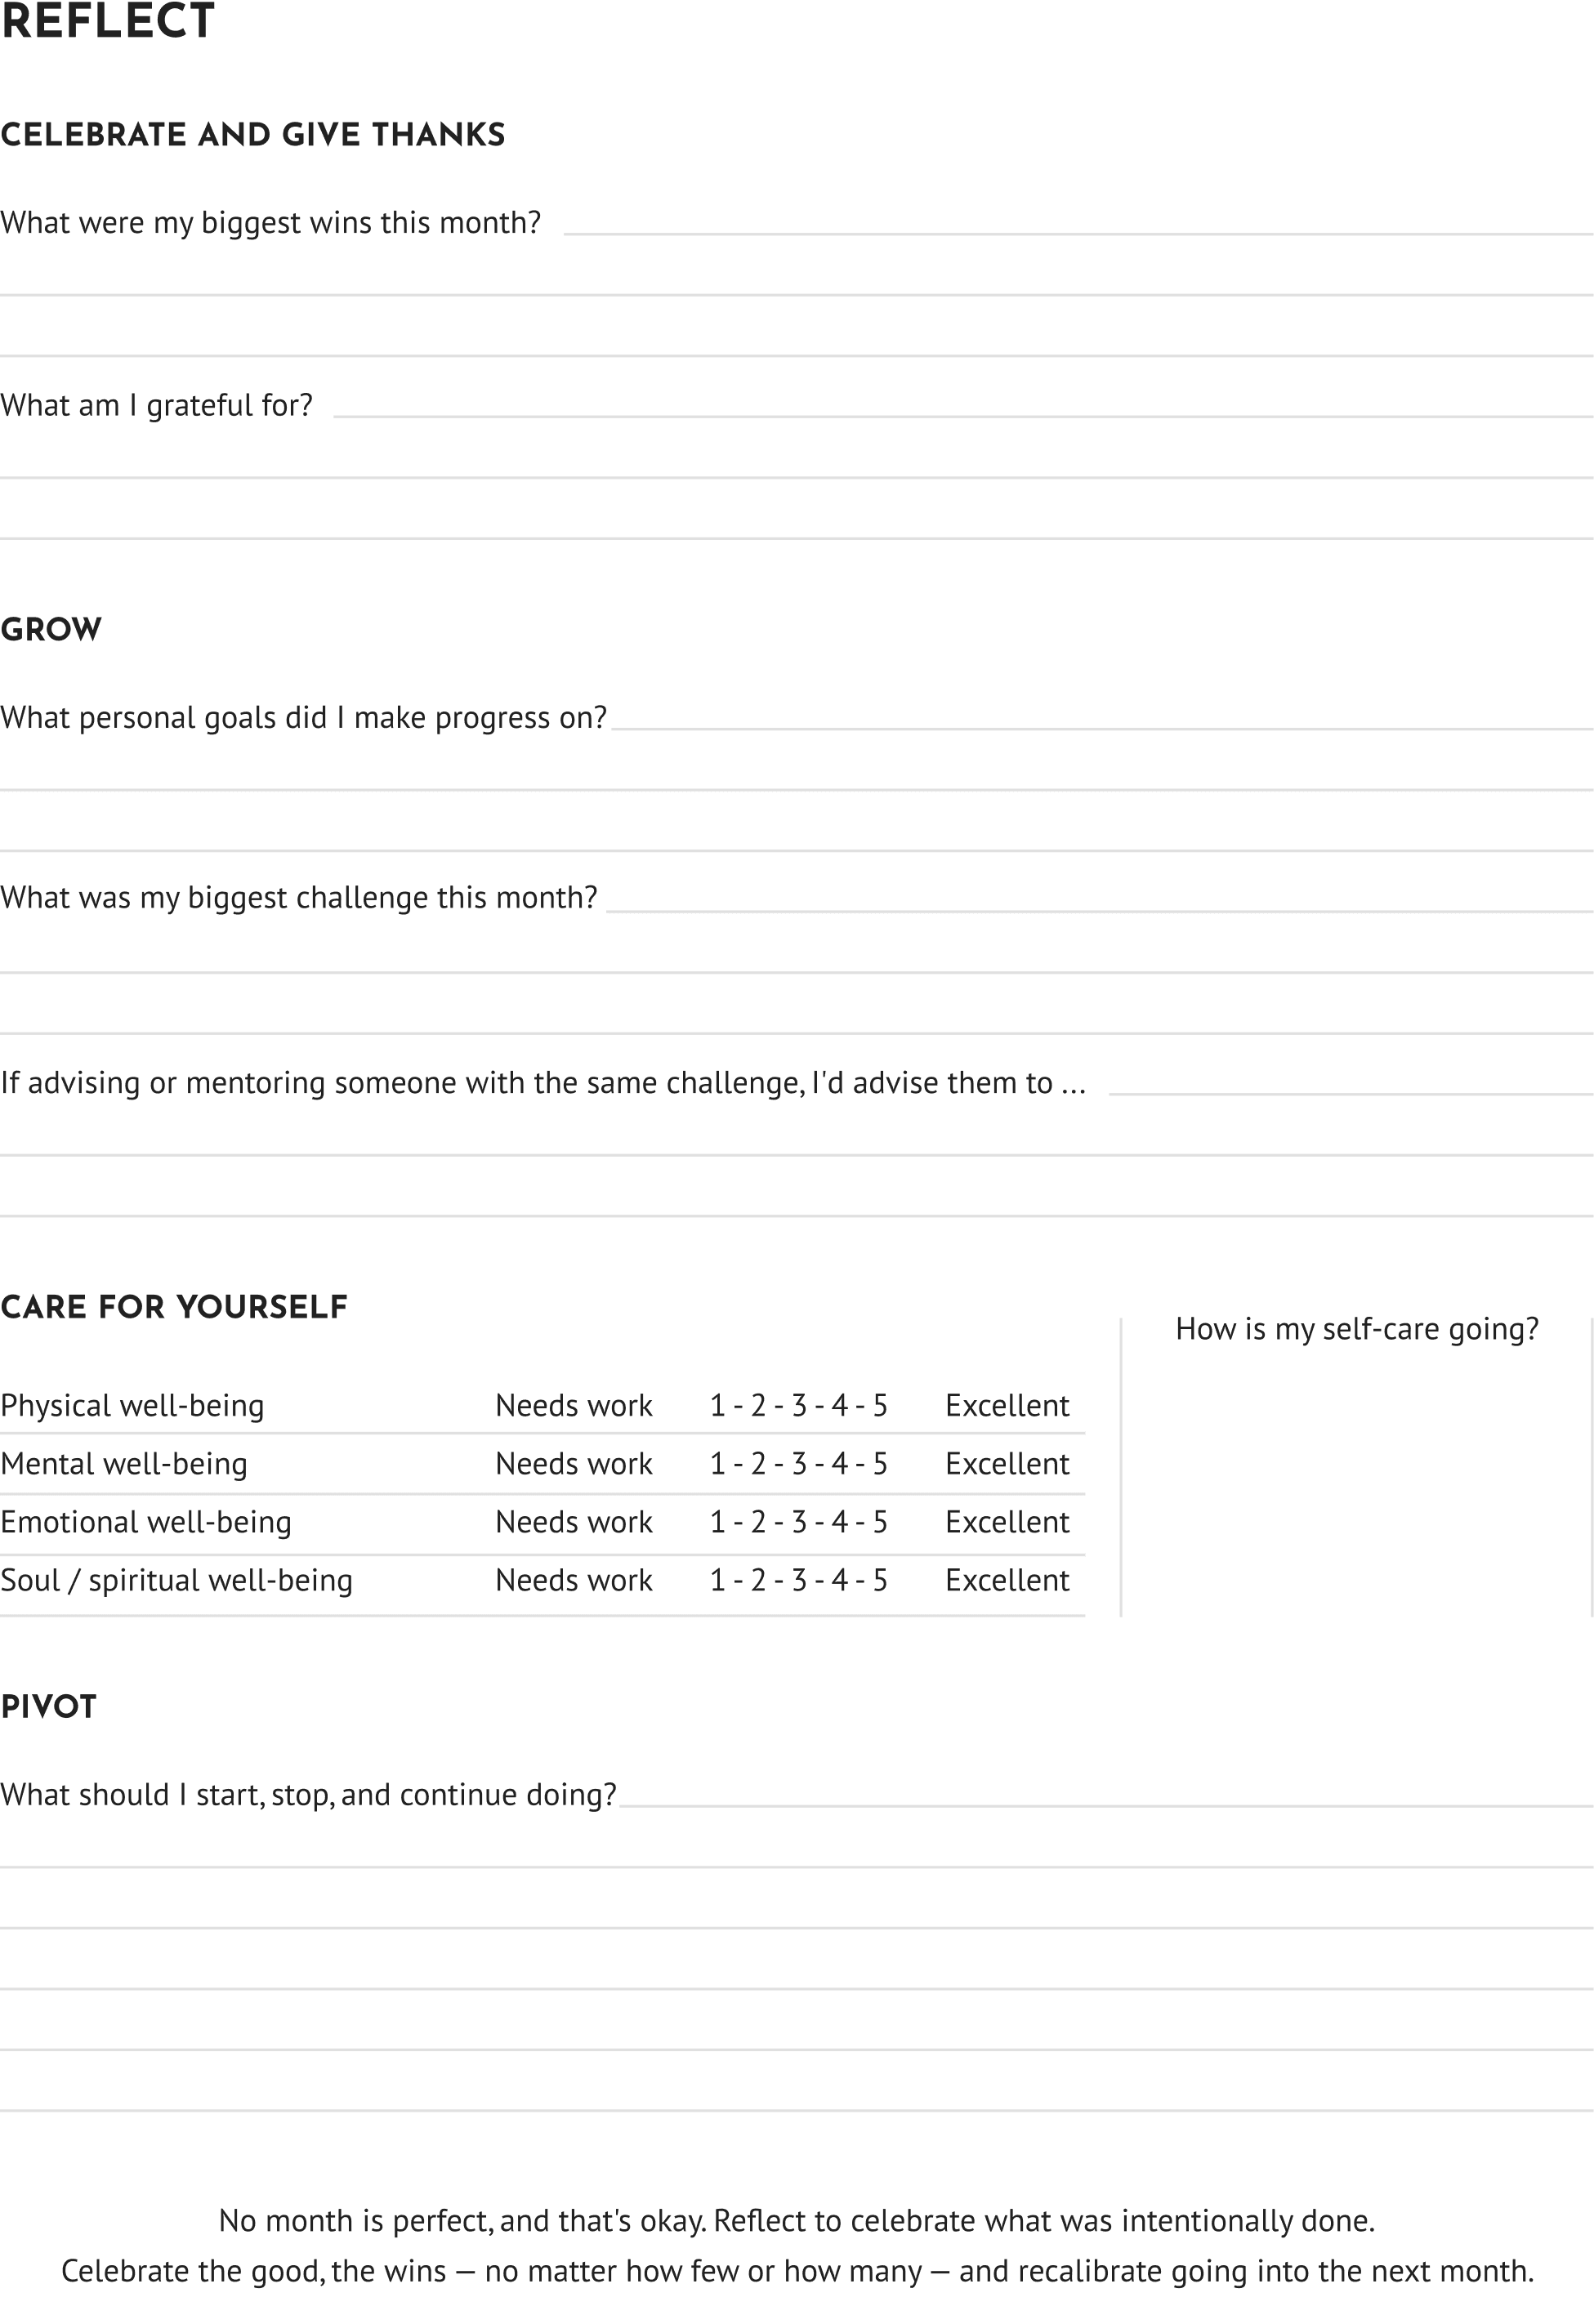 REFLECT
CELEBRATE AND GIVE THANKS
What were my biggest wins this month?
What am I grateful for?
GROW
What personal goals did I make progress on?
What was my biggest challenge this month?
If advising or mentoring someone with the same challenge, I'd advise them to ...
CARE FOR YOURSELF
How is my self-care going?
Physical well-being Needs work 1 - 2 - 3 - 4 - 5 Excellent
Mental well-being Needs work 1 - 2 - 3 - 4 - 5 Excellent
Emotional well-being Needs work 1 - 2 - 3 - 4 - 5 Excellent
Soul / spiritual well-being Needs work 1 - 2 - 3 - 4 - 5 Excellent
PIVOT
What should I start, stop, and continue doing?
No month is perfect, and that's okay. Reflect to celebrate what was intentionally done.
Celebrate the good, the wins — no matter how few or how many — and recalibrate going into the next month.